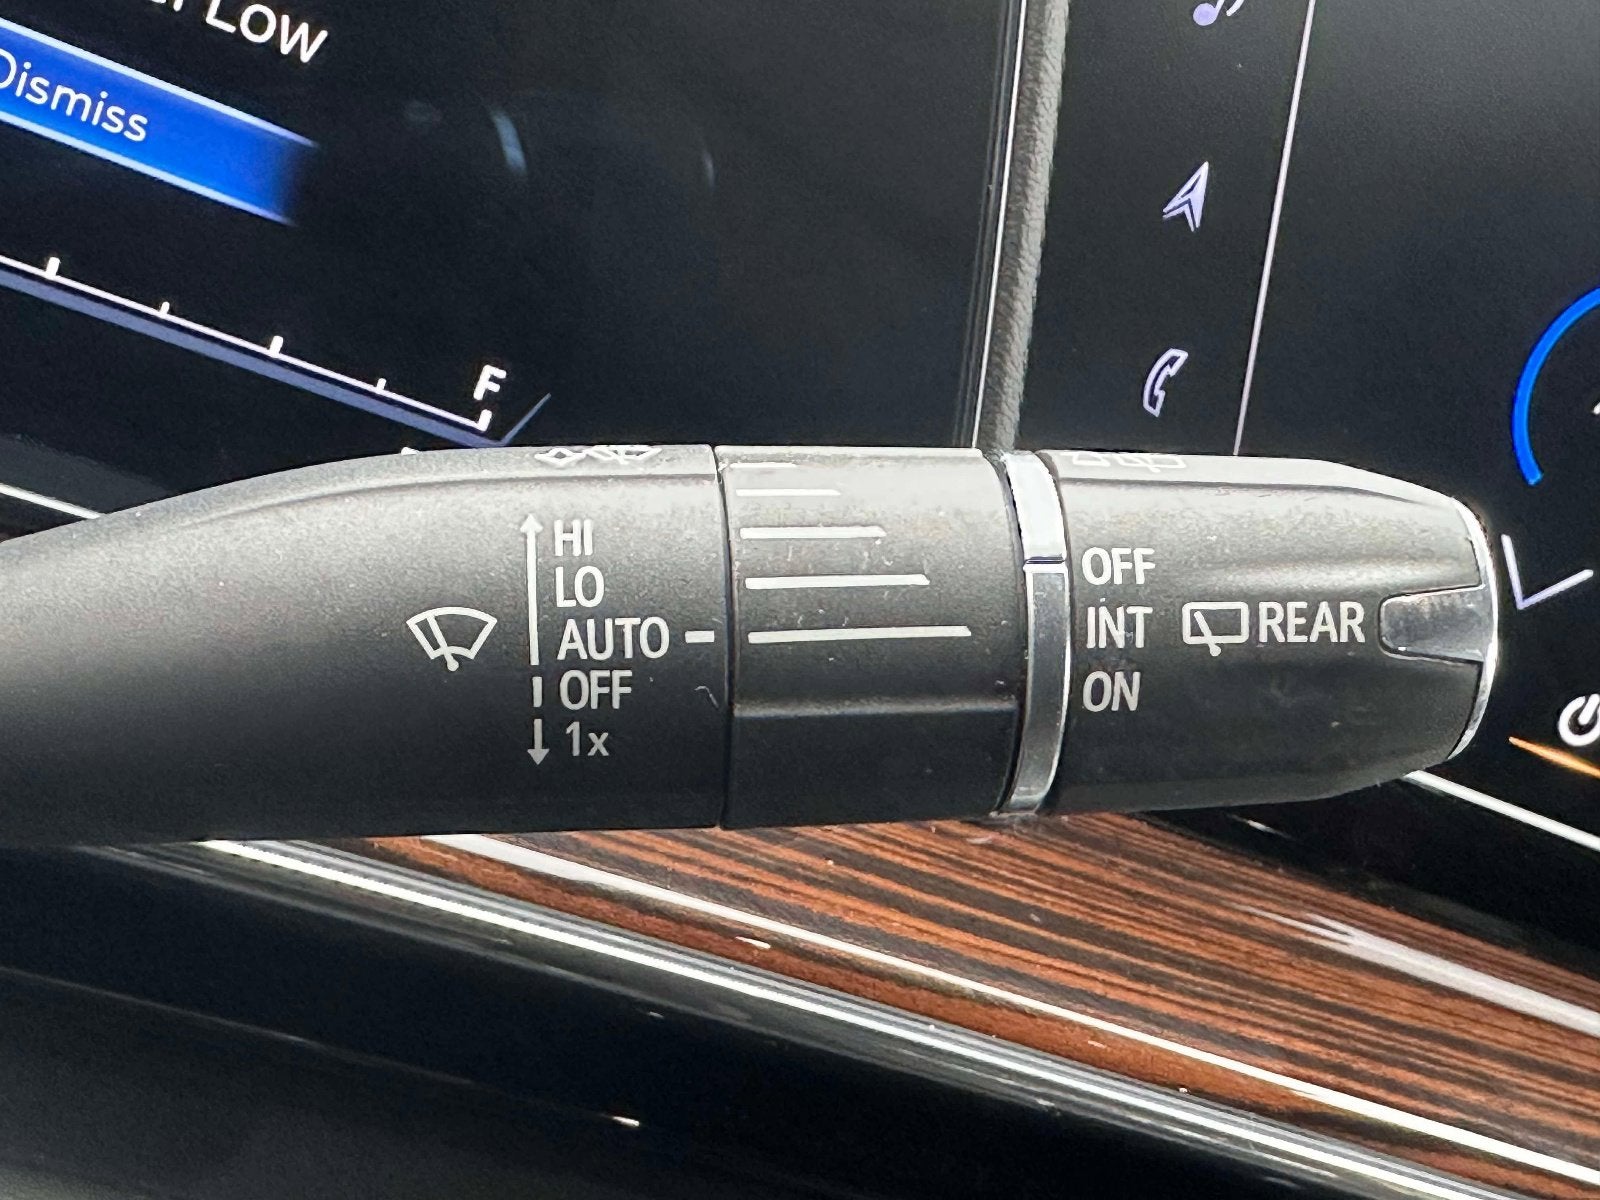 LOW
Dismiss
F
HI
LO
AUTO
OFF
1x
OFF
INT
ON
REAR